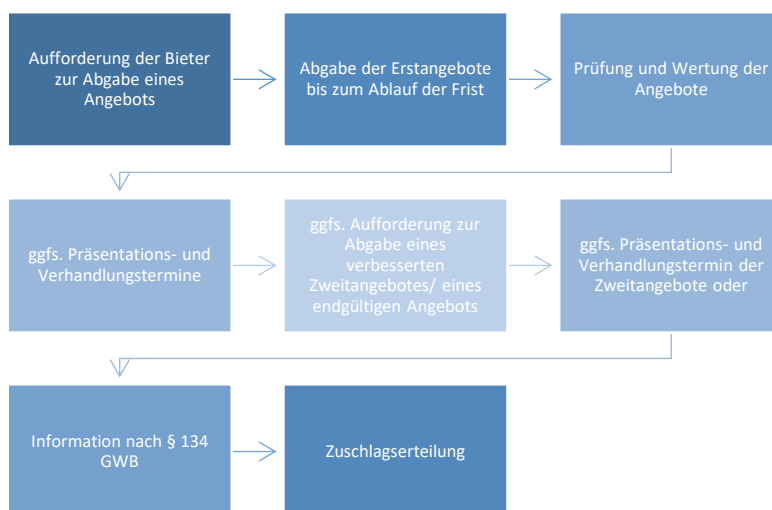 Aufforderung der Bieter
zur Abgabe eines
Angebots
Abgabe der Erstangebote
bis zum Ablauf der Frist
Prüfung und Wertung der
Angebote
ggfs. Präsentations- und
Verhandlungstermine
ggfs. Aufforderung zur
Abgabe eines
verbesserten
Zweitangebotes/ eines
endgültigen Angebots
ggfs. Präsentations- und
Verhandlungstermin der
Zweitangebote oder
Information nach § 134
GWB
Zuschlagserteilung